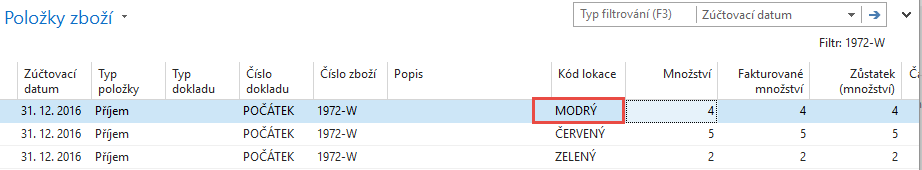 Položky zboží
Typ filtrování (F3) Zúčtovací datum
Filtr: 1972-W
Zúčtovací datum Typ položky Typ dokladu Číslo dokladu Číslo zboží Popis Kód lokace Množství Fakturované množství Zůstatek (množství)
31. 12. 2016 Příjem POČÁTEK 1972-W MODRÝ 4 4 4
31. 12. 2016 Příjem POČÁTEK 1972-W ČERVENÝ 5 5 5
31. 12. 2016 Příjem POČÁTEK 1972-W ZELENÝ 2 2 2